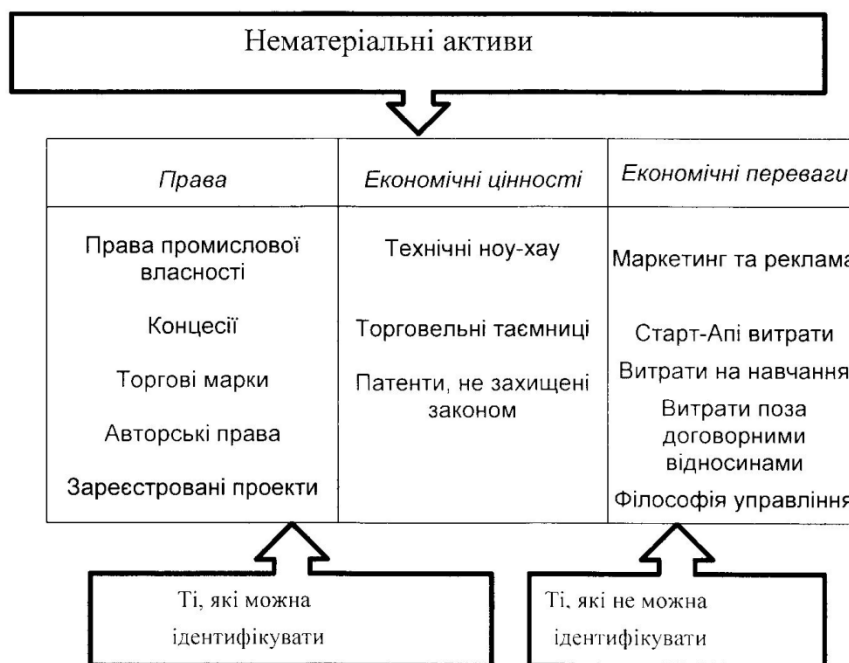 Нематеріальні активи
Права
Економічні цінності
Економічні переваги
Права промислової
власності
Концесії
Торгові марки
Авторські права
Зареєстровані проекти
Технічні ноу-хау
Торговельні таємниці
Патенти, не захищені
законом
Маркетинг та реклама
Старт-Апі витрати
Витрати на навчання
Витрати поза
договорними
відносинами
Філософія управління
Ті, які можна
ідентифікувати
Ті, які не можна
ідентифікувати